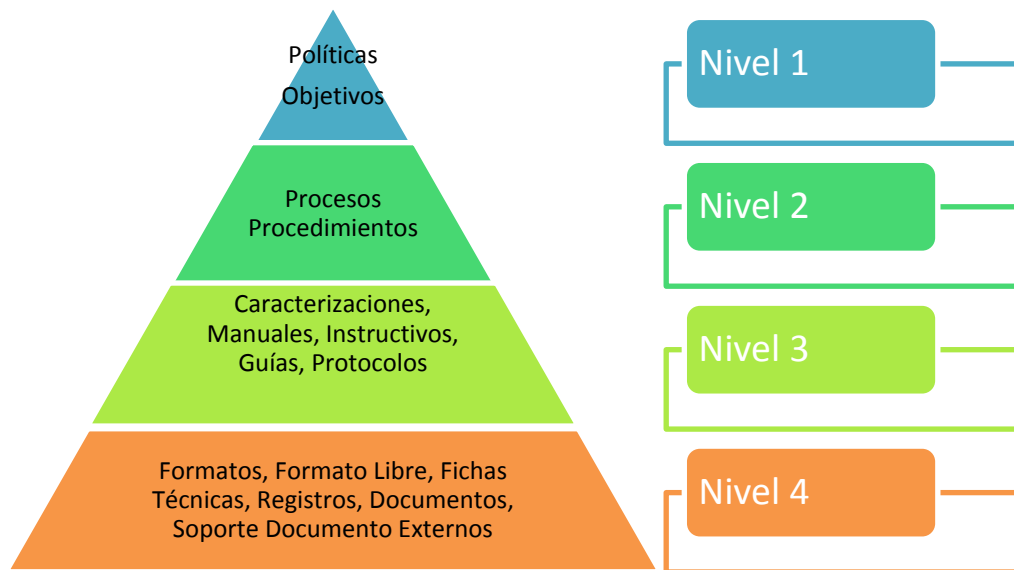 Políticas
Objetivos
Nivel 1
Procesos
Procedimientos
Nivel 2
Caracterizaciones,
Manuales, Instructivos,
Guías, Protocolos
Nivel 3
Formatos, Formato Libre, Fichas
Técnicas, Registros, Documentos,
Soporte Documento Externos
Nivel 4